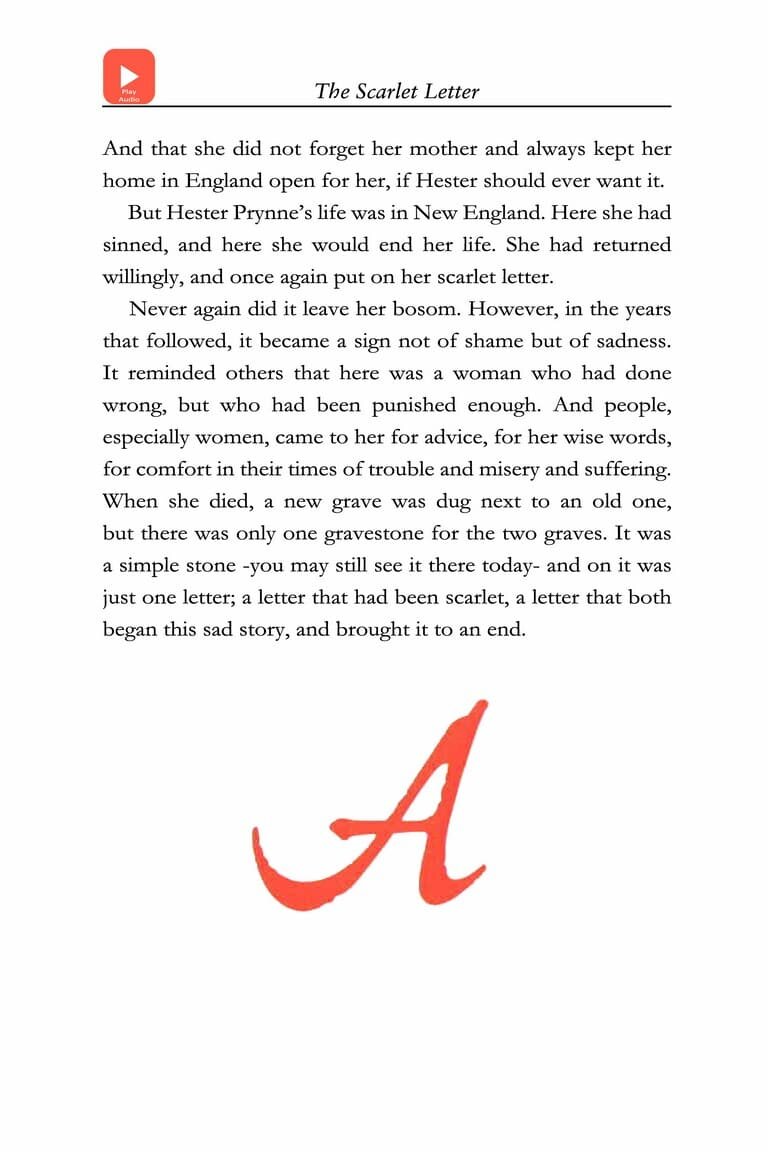 Play
Audio
The Scarlet Letter
And that she did not forget her mother and always kept her
home in England open for her, if Hester should ever want it.
But Hester Prynne's life was in New England. Here she had
sinned, and here she would end her life. She had returned
willingly, and once again put on her scarlet letter.
Never again did it leave her bosom. However, in the years
that followed, it became a sign not of shame but of sadness.
It reminded others that here was a woman who had done
wrong, but who had been punished enough. And people,
especially women, came to her for advice, for her wise words,
for comfort in their times of trouble and misery and suffering.
When she died, a new grave was dug next to an old one,
but there was only one gravestone for the two graves. It was
a simple stone -you may still see it there today- and on it was
just one letter; a letter that had been scarlet, a letter that both
began this sad story, and brought it to an end.
A